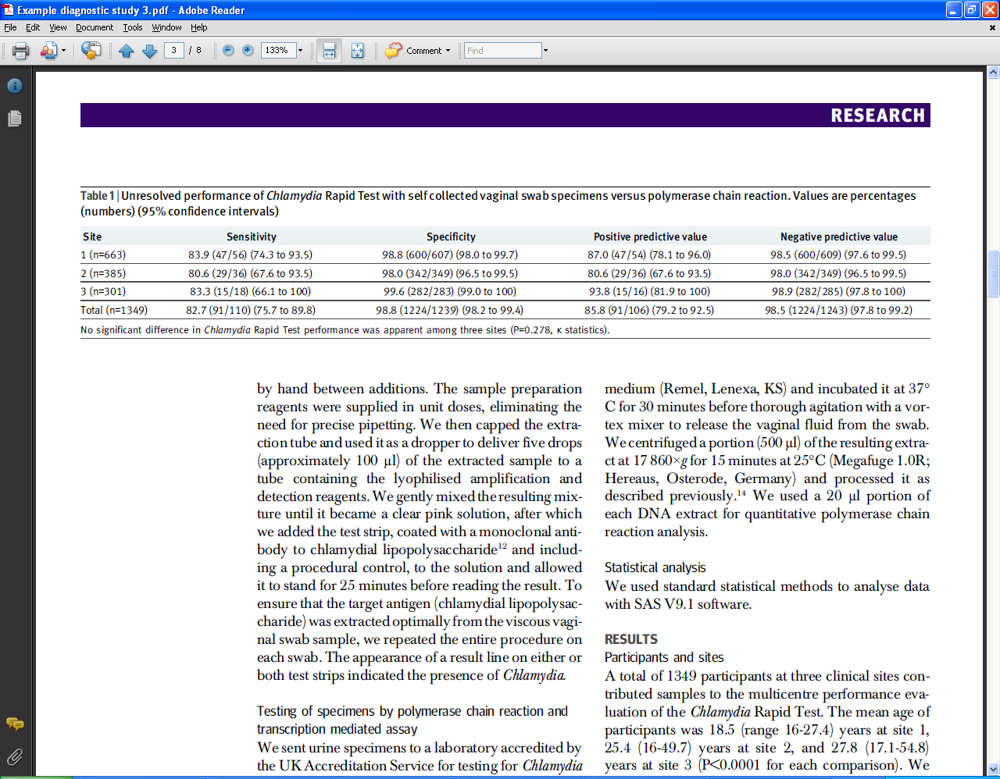 Example diagnostic study 3.pdf - Adobe Reader
File Edit View Document Tools Window Help
3 / 8 133% Comment Find
RESEARCH
Table 1 | Unresolved performance of Chlamydia Rapid Test with self collected vaginal swab specimens versus polymerase chain reaction. Values are percentages
(numbers) (95% confidence intervals)
Site Sensitivity Specificity Positive predictive value Negative predictive value
1 (n=663) 83.9 (47/56) (74.3 to 93.5) 98.8 (600/607) (98.0 to 99.7) 87.0 (47/54) (78.1 to 96.0) 98.5 (600/609) (97.6 to 99.5)
2 (n=385) 80.6 (29/36) (67.6 to 93.5) 98.0 (342/349) (96.5 to 99.5) 80.6 (29/36) (67.6 to 93.5) 98.0 (342/349) (96.5 to 99.5)
3 (n=301) 83.3 (15/18) (66.1 to 100) 99.6 (282/283) (99.0 to 100) 93.8 (15/16) (81.9 to 100) 98.9 (282/285) (97.8 to 100)
Total (n=1349) 82.7 (91/110) (75.7 to 89.8) 98.8 (1224/1239) (98.2 to 99.4) 85.8 (91/106) (79.2 to 92.5) 98.5 (1224/1243) (97.8 to 99.2)
No significant difference in Chlamydia Rapid Test performance was apparent among three sites (P=0.278, κ statistics).
by hand between additions. The sample preparation
reagents were supplied in unit doses, eliminating the
need for precise pipetting. We then capped the extra-
ction tube and used it as a dropper to deliver five drops
(approximately 100 µl) of the extracted sample to a
tube containing the lyophilised amplification and
detection reagents. We gently mixed the resulting mix-
ture until it became a clear pink solution, after which
we added the test strip, coated with a monoclonal anti-
body to chlamydial lipopolysaccharide12 and includ-
ing a procedural control, to the solution and allowed
it to stand for 25 minutes before reading the result. To
ensure that the target antigen (chlamydial lipopolysac-
charide) was extracted optimally from the viscous vagi-
nal swab sample, we repeated the entire procedure on
each swab. The appearance of a result line on either or
both test strips indicated the presence of Chlamydia.
Testing of specimens by polymerase chain reaction and
transcription mediated assay
We sent urine specimens to a laboratory accredited by
the UK Accreditation Service for testing for Chlamydia
medium (Remel, Lenexa, KS) and incubated it at 37°
C for 30 minutes before thorough agitation with a vor-
tex mixer to release the vaginal fluid from the swab.
We centrifuged a portion (500 µl) of the resulting extra-
ct at 17 860×g for 15 minutes at 25°C (Megafuge 1.0R;
Hereaus, Osterode, Germany) and processed it as
described previously.14 We used a 20 µl portion of
each DNA extract for quantitative polymerase chain
reaction analysis.
Statistical analysis
We used standard statistical methods to analyse data
with SAS V9.1 software.
RESULTS
Participants and sites
A total of 1349 participants at three clinical sites con-
tributed samples to the multicentre performance eva-
luation of the Chlamydia Rapid Test. The mean age of
participants was 18.5 (range 16-27.4) years at site 1,
25.4 (16-49.7) years at site 2, and 27.8 (17.1-54.8)
years at site 3 (P<0.0001 for each comparison). We